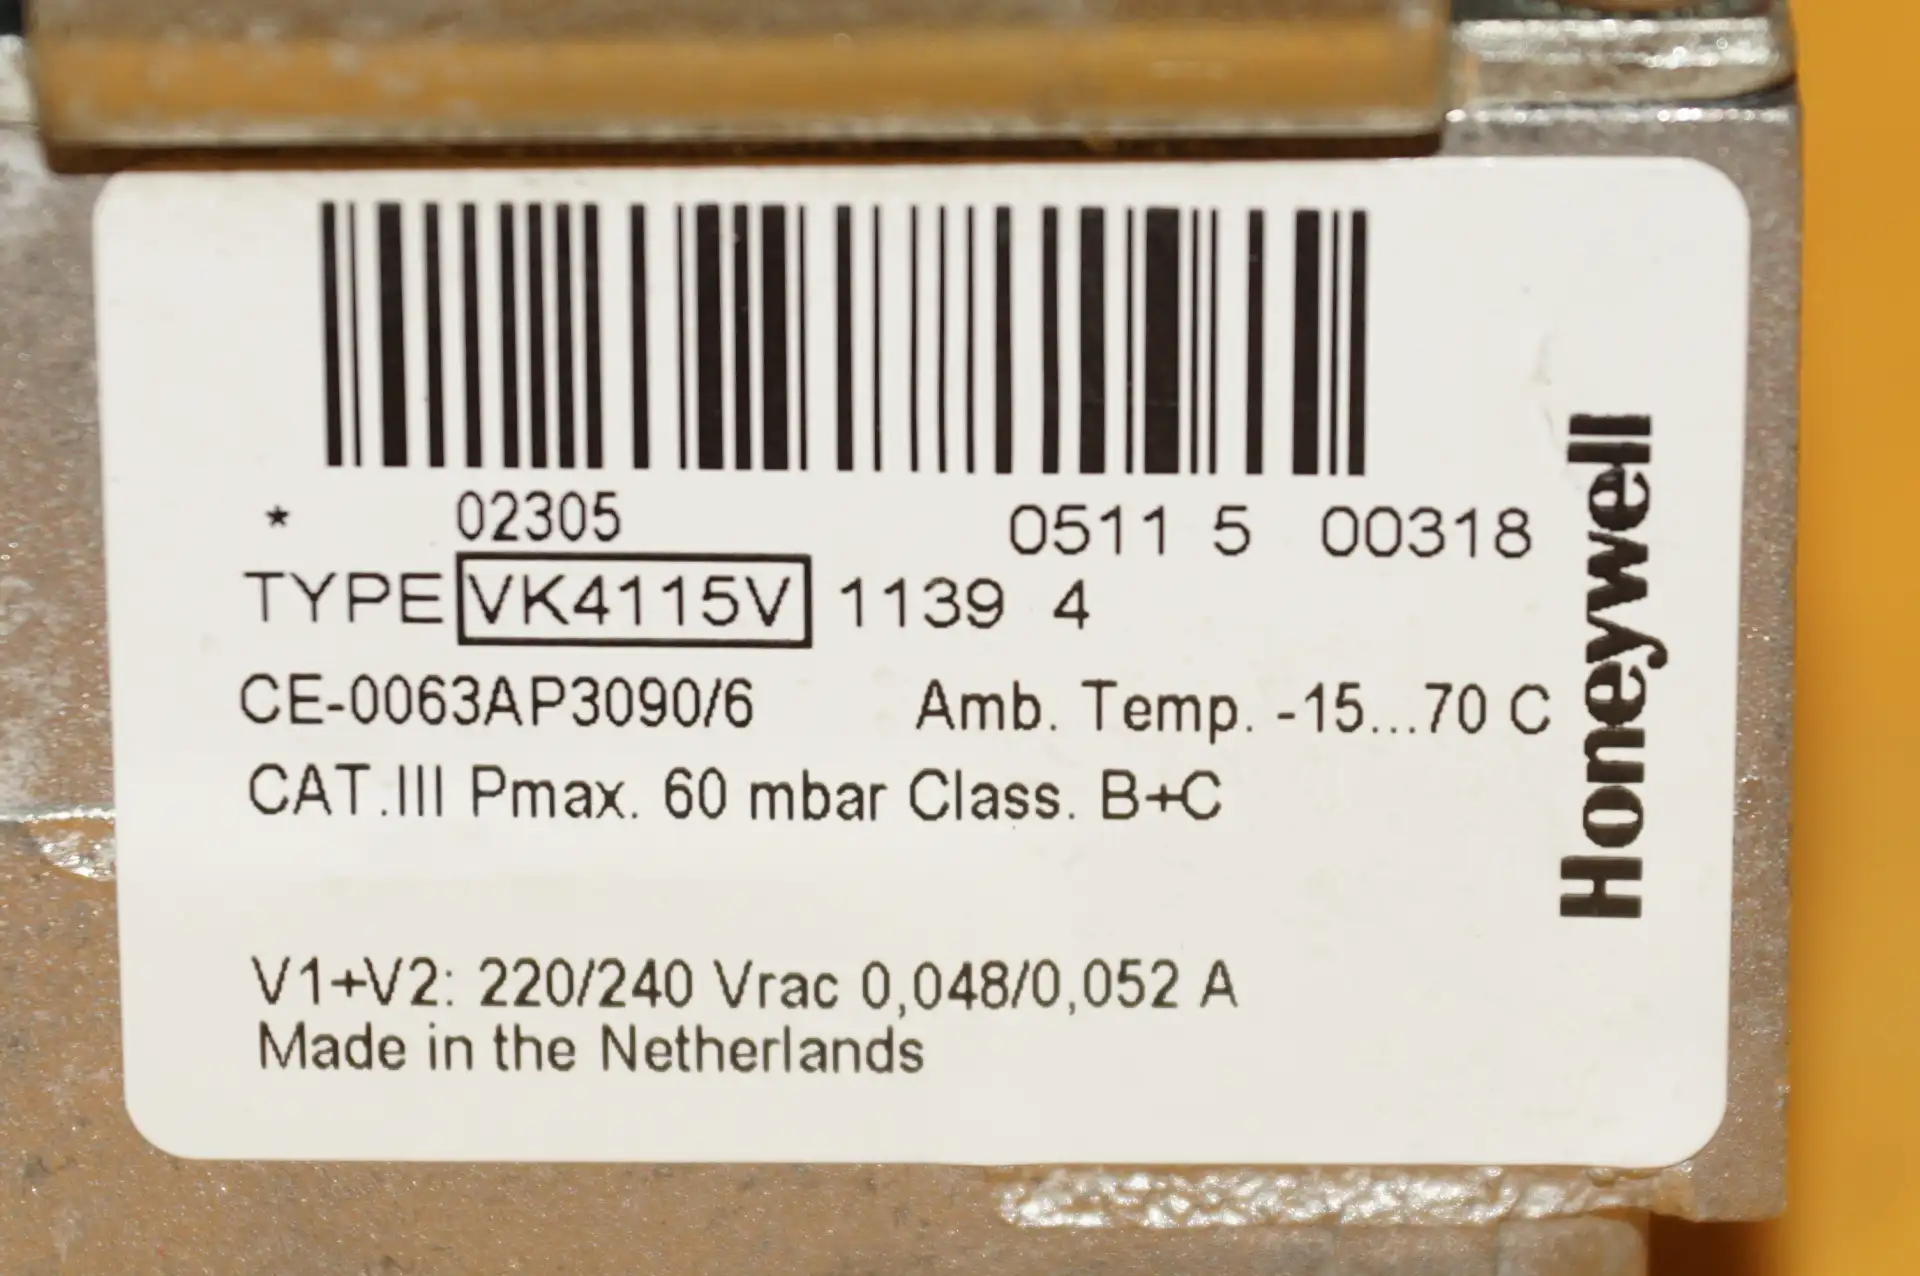 * 02305 0511 5 00318
TYPE VK4115V 1139 4
CE-0063AP3090/6 Amb. Temp. -15...70 C
CAT.III Pmax. 60 mbar Class. B+C
V1+V2: 220/240 Vrac 0,048/0,052 A
Made in the Netherlands
Honeywell